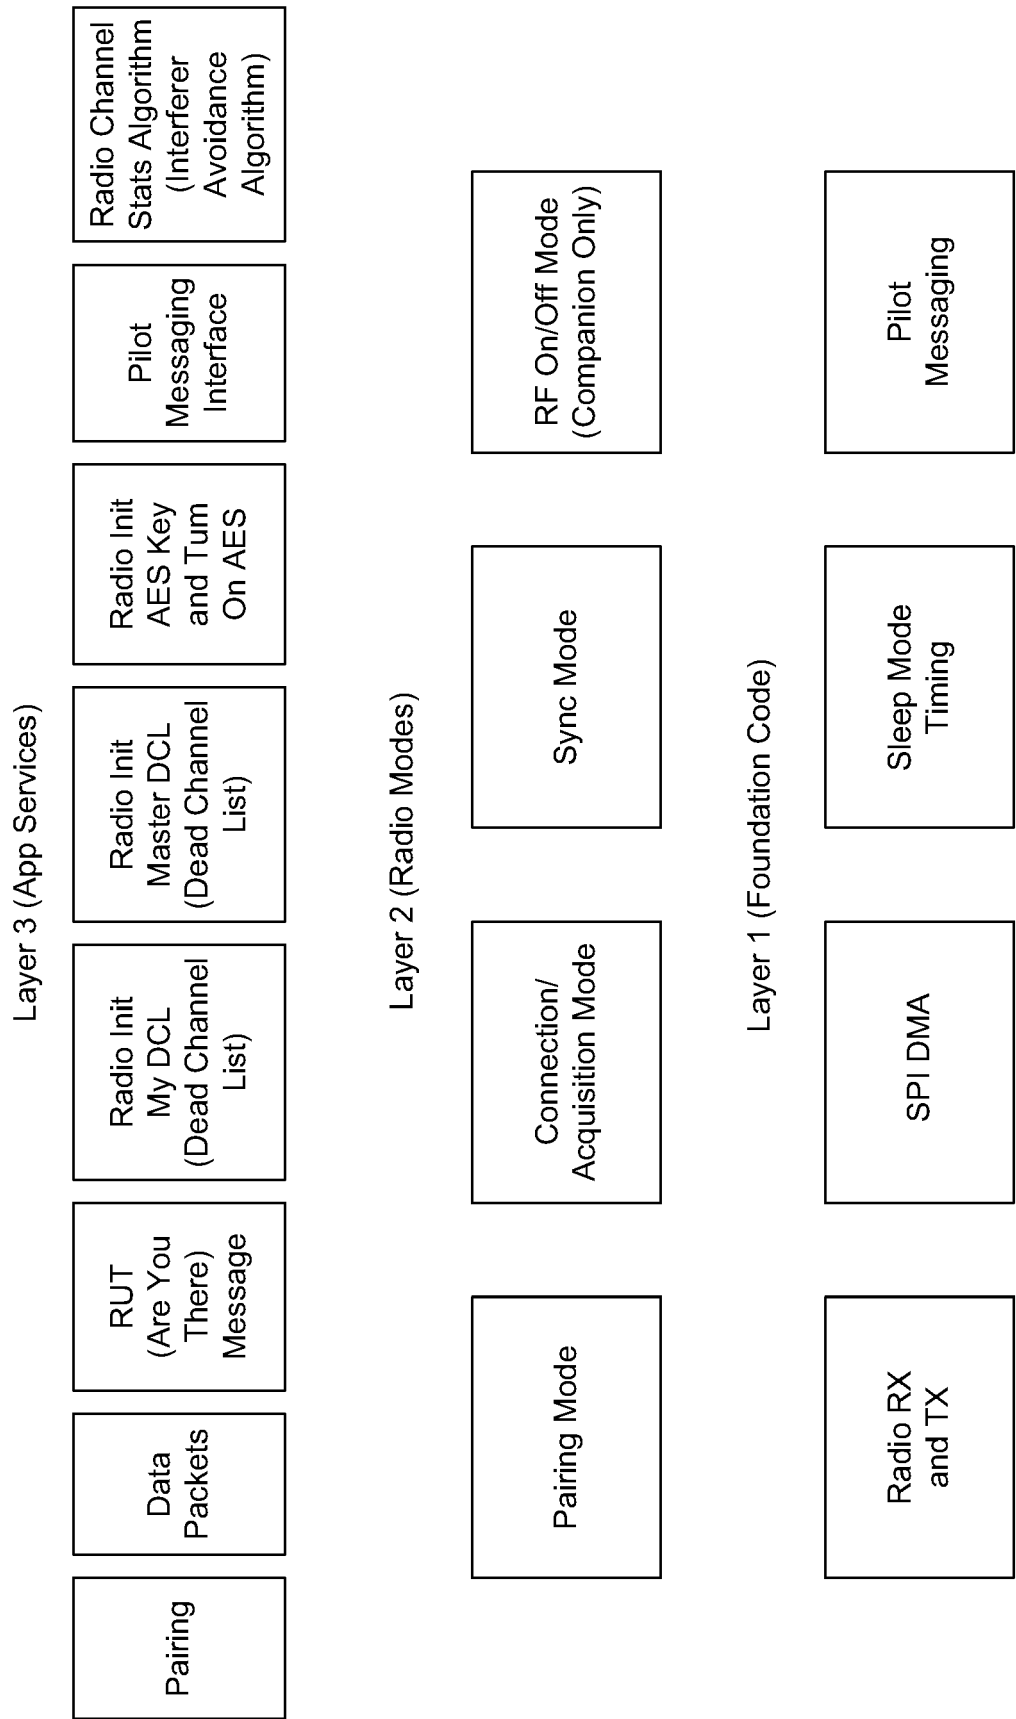 Layer 3 (App Services)
Pairing
Data
Packets
RUT
(Are You
There)
Message
Radio Init
My DCL
(Dead Channel
List)
Radio Init
Master DCL
(Dead Channel
List)
Radio Init
AES Key
and Tum
On AES
Pilot
Messaging
Interface
Radio Channel
Stats Algorithm
(Interferer
Avoidance
Algorithm)
Layer 2 (Radio Modes)
Pairing Mode
Connection/
Acquisition Mode
Sync Mode
RF On/Off Mode
(Companion Only)
Layer 1 (Foundation Code)
Radio RX
and TX
SPI DMA
Sleep Mode
Timing
Pilot
Messaging